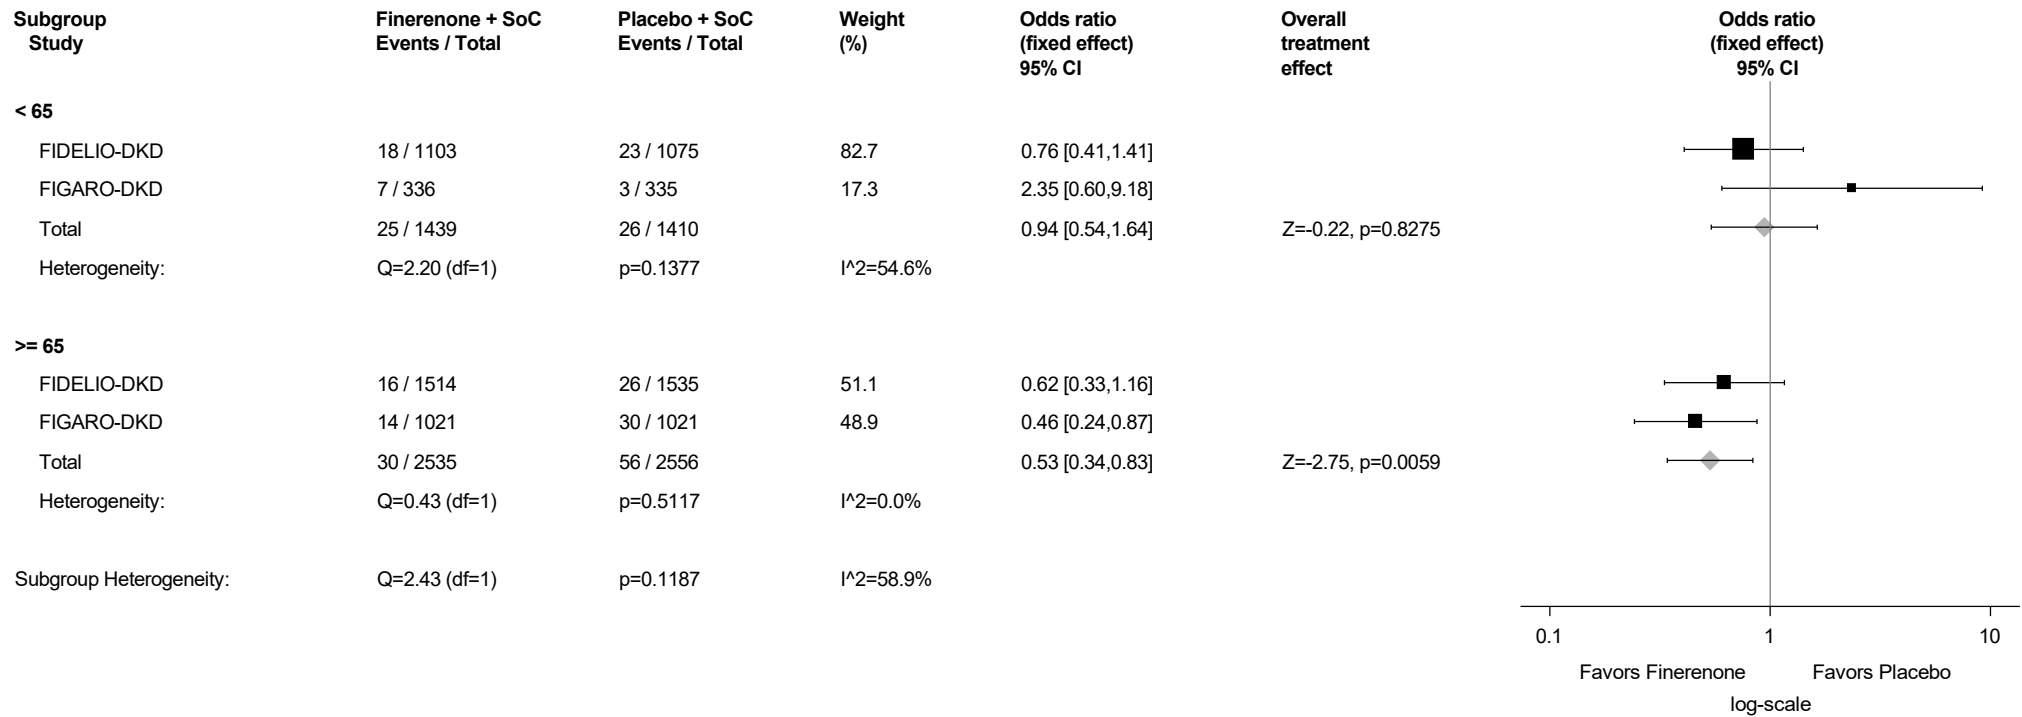 Subgroup Finerenone + SoC Placebo + SoC Weight Odds ratio Overall Odds ratio
Study Events / Total Events / Total (%) (fixed effect) treatment (fixed effect)
95% CI effect 95% CI
< 65
FIDELIO-DKD 18 / 1103 23 / 1075 82.7 0.76 [0.41,1.41]
FIGARO-DKD 7 / 336 3 / 335 17.3 2.35 [0.60,9.18]
Total 25 / 1439 26 / 1410 0.94 [0.54,1.64] Z=-0.22, p=0.8275
Heterogeneity: Q=2.20 (df=1) p=0.1377 I^2=54.6%
>= 65
FIDELIO-DKD 16 / 1514 26 / 1535 51.1 0.62 [0.33,1.16]
FIGARO-DKD 14 / 1021 30 / 1021 48.9 0.46 [0.24,0.87]
Total 30 / 2535 56 / 2556 0.53 [0.34,0.83] Z=-2.75, p=0.0059
Heterogeneity: Q=0.43 (df=1) p=0.5117 I^2=0.0%
Subgroup Heterogeneity: Q=2.43 (df=1) p=0.1187 I^2=58.9%
0.1 1 10
Favors Finerenone Favors Placebo
log-scale